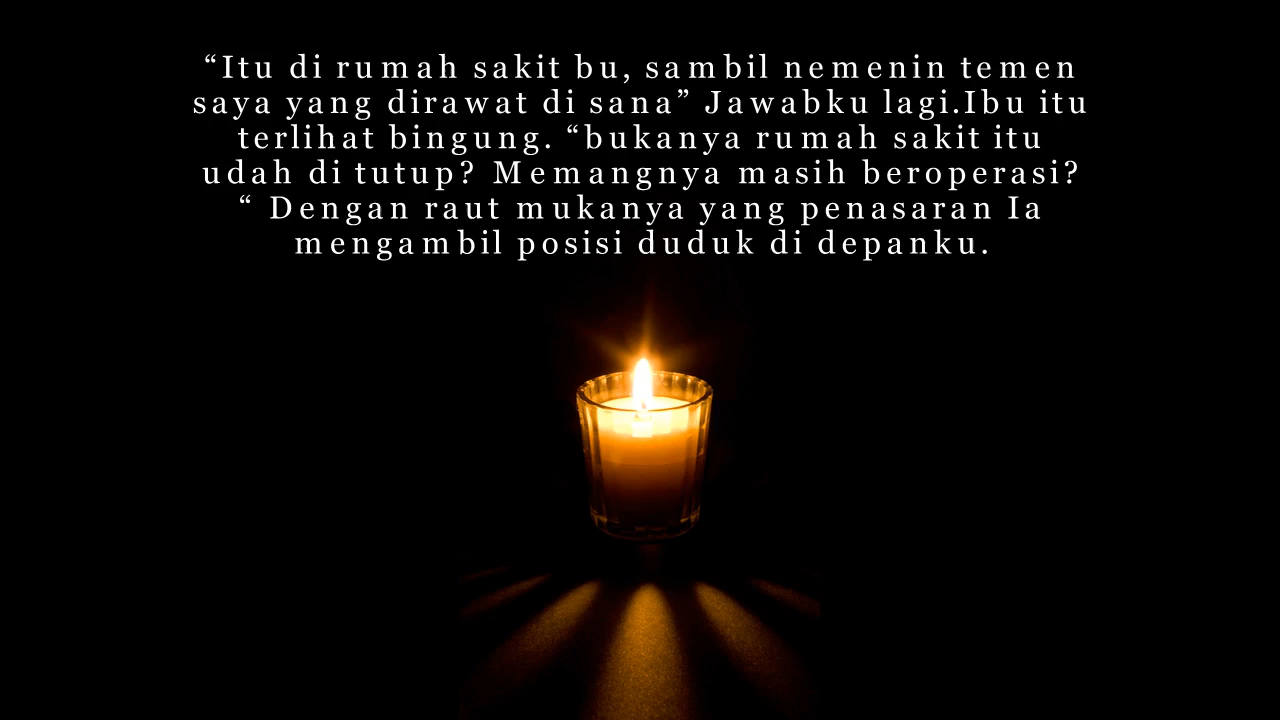 “Itu di rumah sakit bu, sambil nemenin temen
saya yang dirawat di sana” Jawabku lagi.Ibu itu
terlihat bingung. “bukanya rumah sakit itu
udah di tutup? Memangnya masih beroperasi?
“ Dengan raut mukanya yang penasaran Ia
mengambil posisi duduk di depanku.